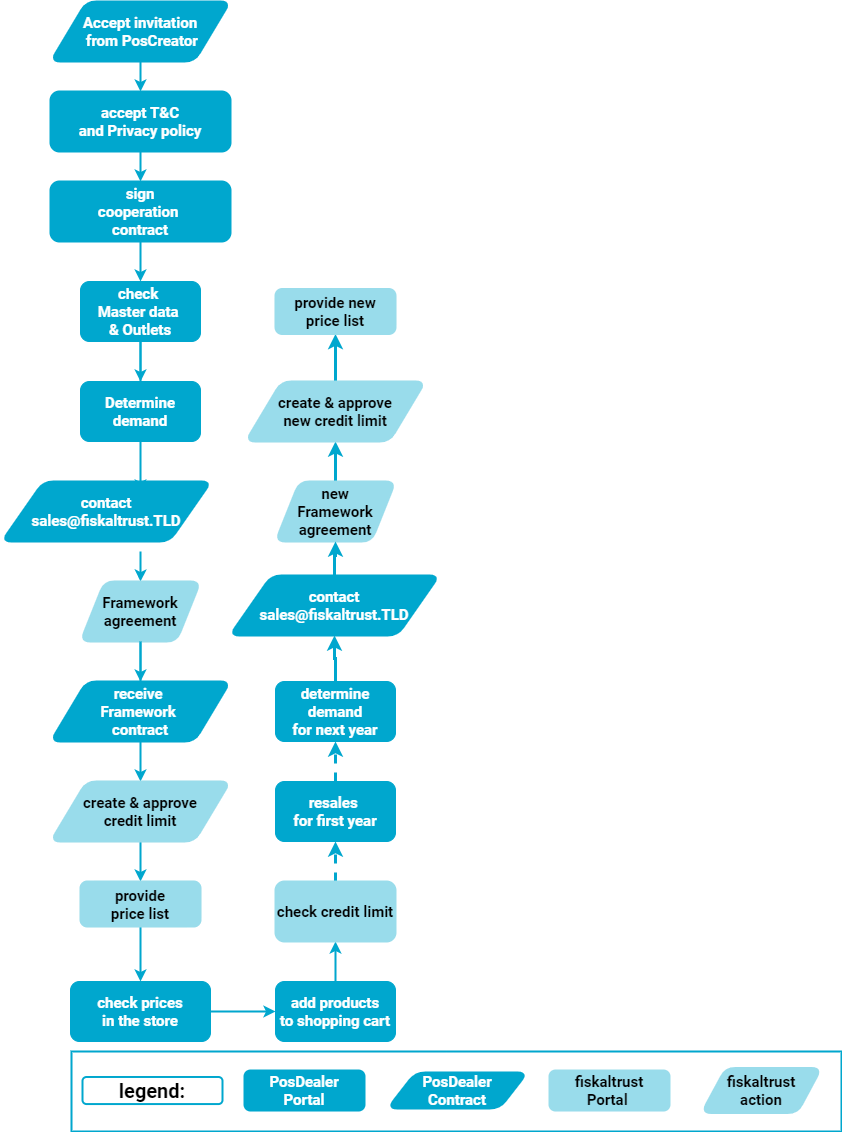 Accept invitation
from PosCreator
accept T&C
and Privacy policy
sign
cooperation
contract
check
Master data
& Outlets
Determine
demand
contact
sales@fiskaltrust.TLD
Framework
agreement
receive
Framework
contract
create & approve
credit limit
provide
price list
check prices
in the store
add products
to shopping cart
check credit limit
resales
for first year
determine
demand
for next year
contact
sales@fiskaltrust.TLD
new
Framework
agreement
create & approve
new credit limit
provide new
price list
legend:
PosDealer
Portal
PosDealer
Contract
fiskaltrust
Portal
fiskaltrust
action